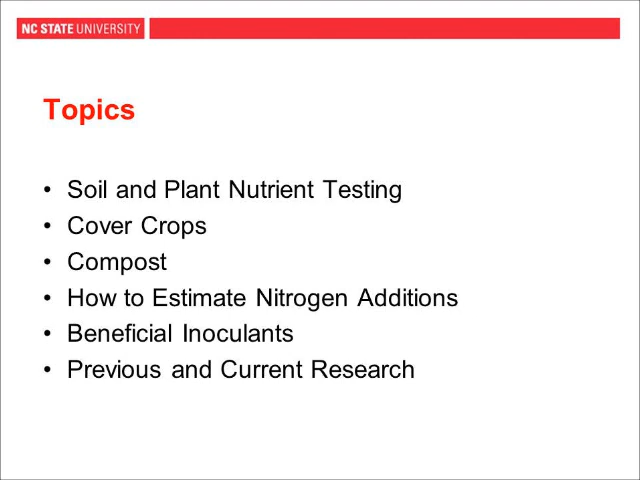 NC STATE UNIVERSITY
Topics
• Soil and Plant Nutrient Testing
• Cover Crops
• Compost
• How to Estimate Nitrogen Additions
• Beneficial Inoculants
• Previous and Current Research